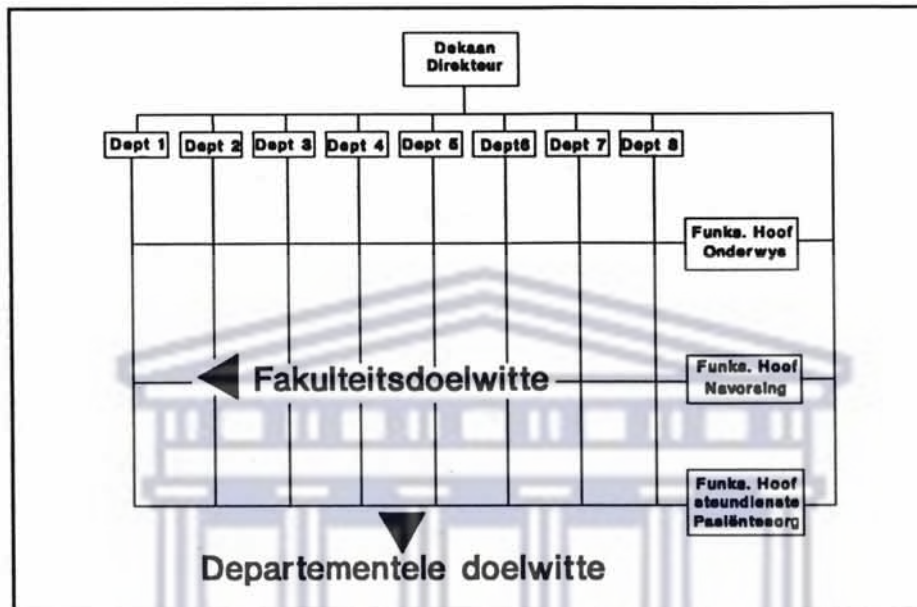 Dekaan
Direkteur
Dept 1 Dept 2 Dept 3 Dept 4 Dept 5 Dept6 Dept 7 Dept 8
Funks. Hoof
Onderwys
Fakulteitsdoelwitte
Funks. Hoof
Navorsing
Funks. Hoof
steundienste
Pasiëntesorg
Departementele doelwitte